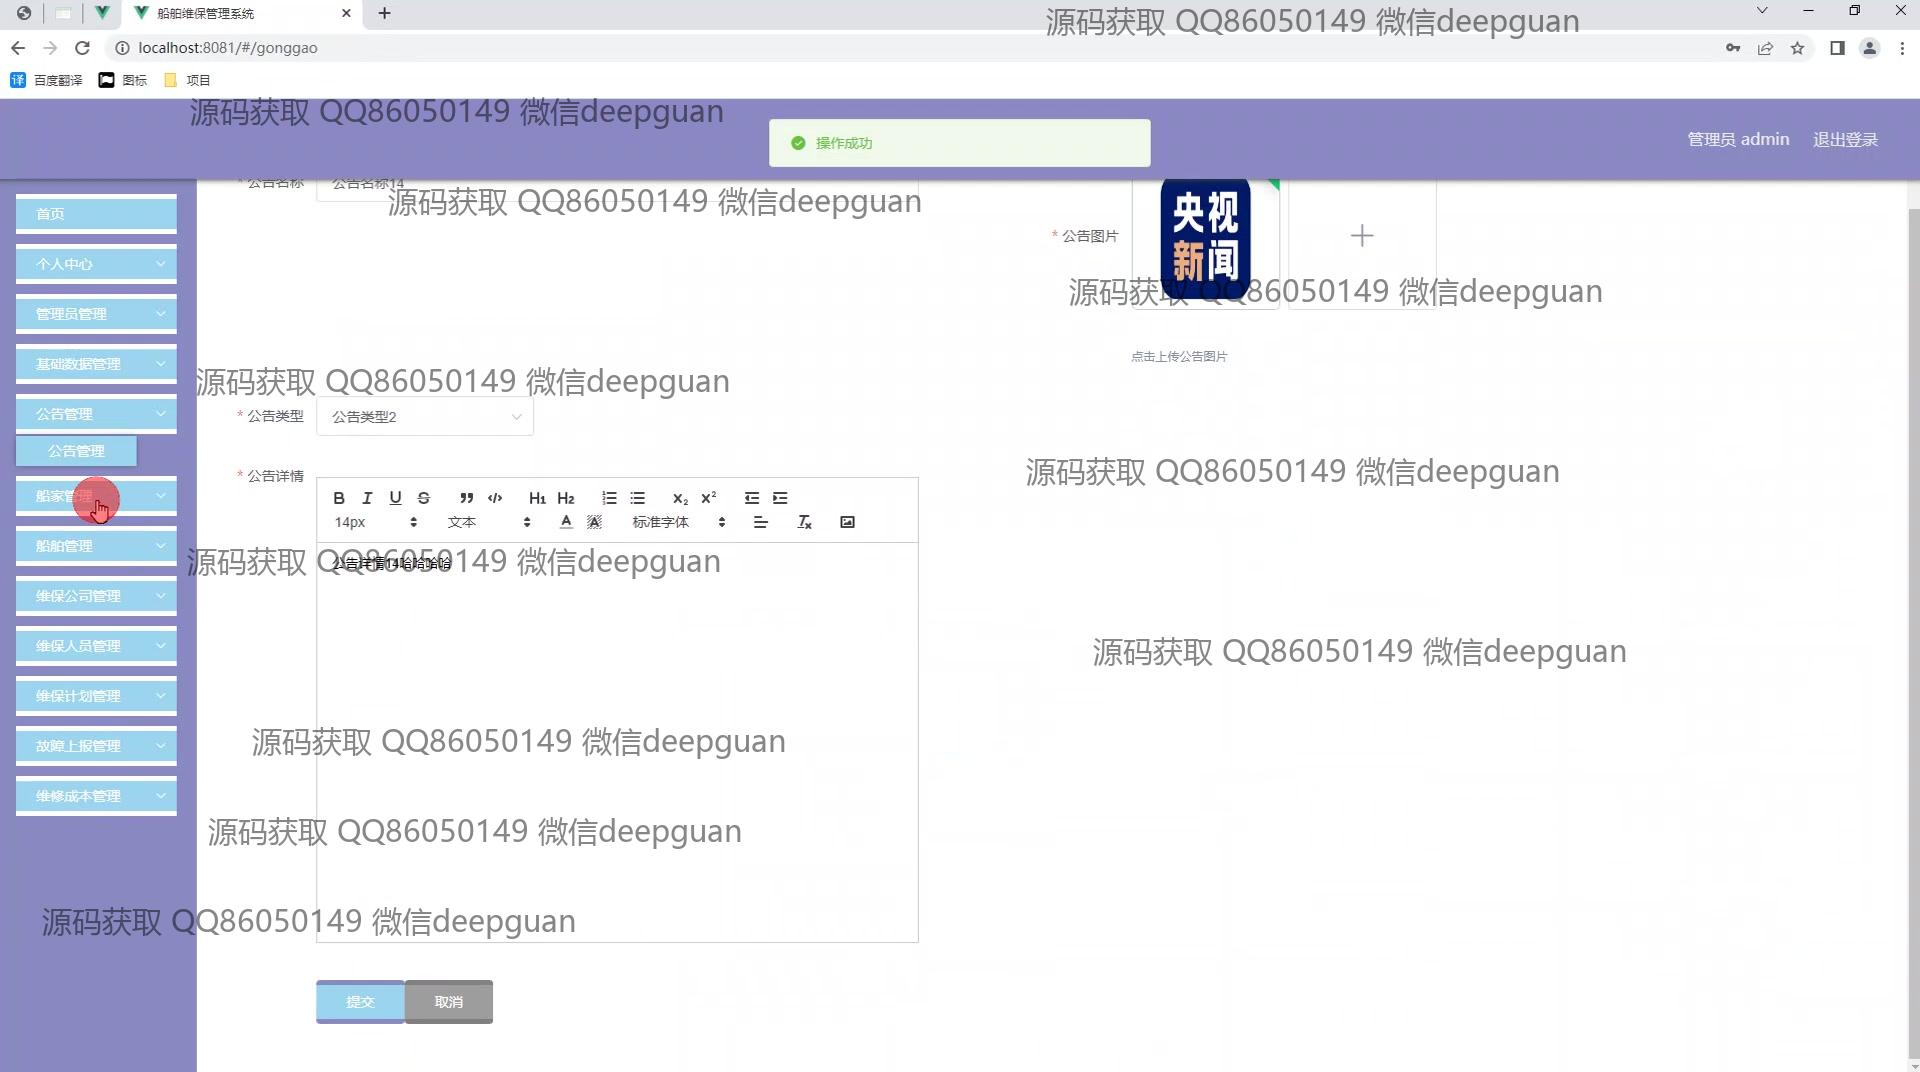 船舶维保管理系统
源码获取 QQ86050149 微信deepguan
localhost:8081/#/gonggao
译 百度翻译 图标 项目
源码获取 QQ86050149 微信deepguan
操作成功
管理员 admin 退出登录
* 公告名称 公告名称14
源码获取 QQ86050149 微信deepguan
央视新闻
* 公告图片
源码获取 QQ86050149 微信deepguan
点击上传公告图片
首页
个人中心
管理员管理
基础数据管理
公告管理
公告管理
船家管理
船舶管理
维保公司管理
维保人员管理
维保计划管理
故障上报管理
维修成本管理
源码获取 QQ86050149 微信deepguan
* 公告类型 公告类型2
源码获取 QQ86050149 微信deepguan
* 公告详情
B I U S H1 H2 X2 X2
14px 文本 A A 标准字体 Tx
公告详情14哈哈哈哈
源码获取 QQ86050149 微信deepguan
源码获取 QQ86050149 微信deepguan
源码获取 QQ86050149 微信deepguan
源码获取 QQ86050149 微信deepguan
源码获取 QQ86050149 微信deepguan
提交 取消